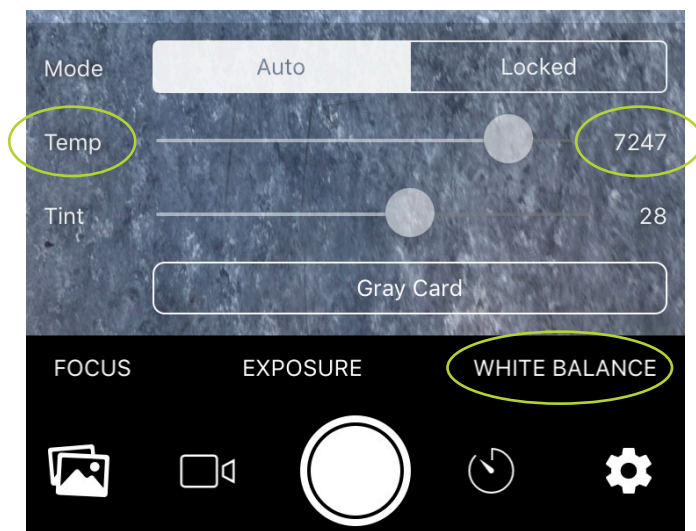 Mode Auto Locked
Temp 7247
Tint 28
Gray Card
FOCUS EXPOSURE WHITE BALANCE